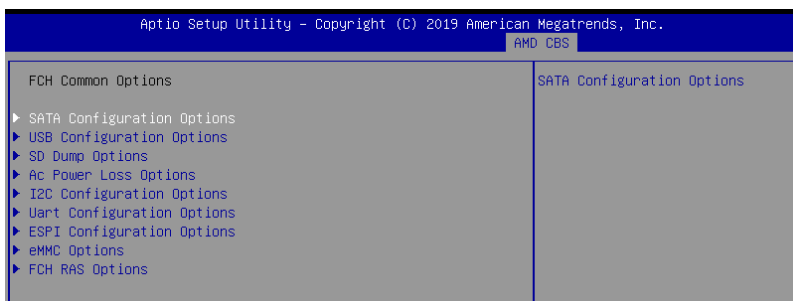 Aptio Setup Utility – Copyright (C) 2019 American Megatrends, Inc.
AMD CBS
FCH Common Options
SATA Configuration Options
SATA Configuration Options
USB Configuration Options
SD Dump Options
Ac Power Loss Options
I2C Configuration Options
Uart Configuration Options
ESPI Configuration Options
eMMC Options
FCH RAS Options